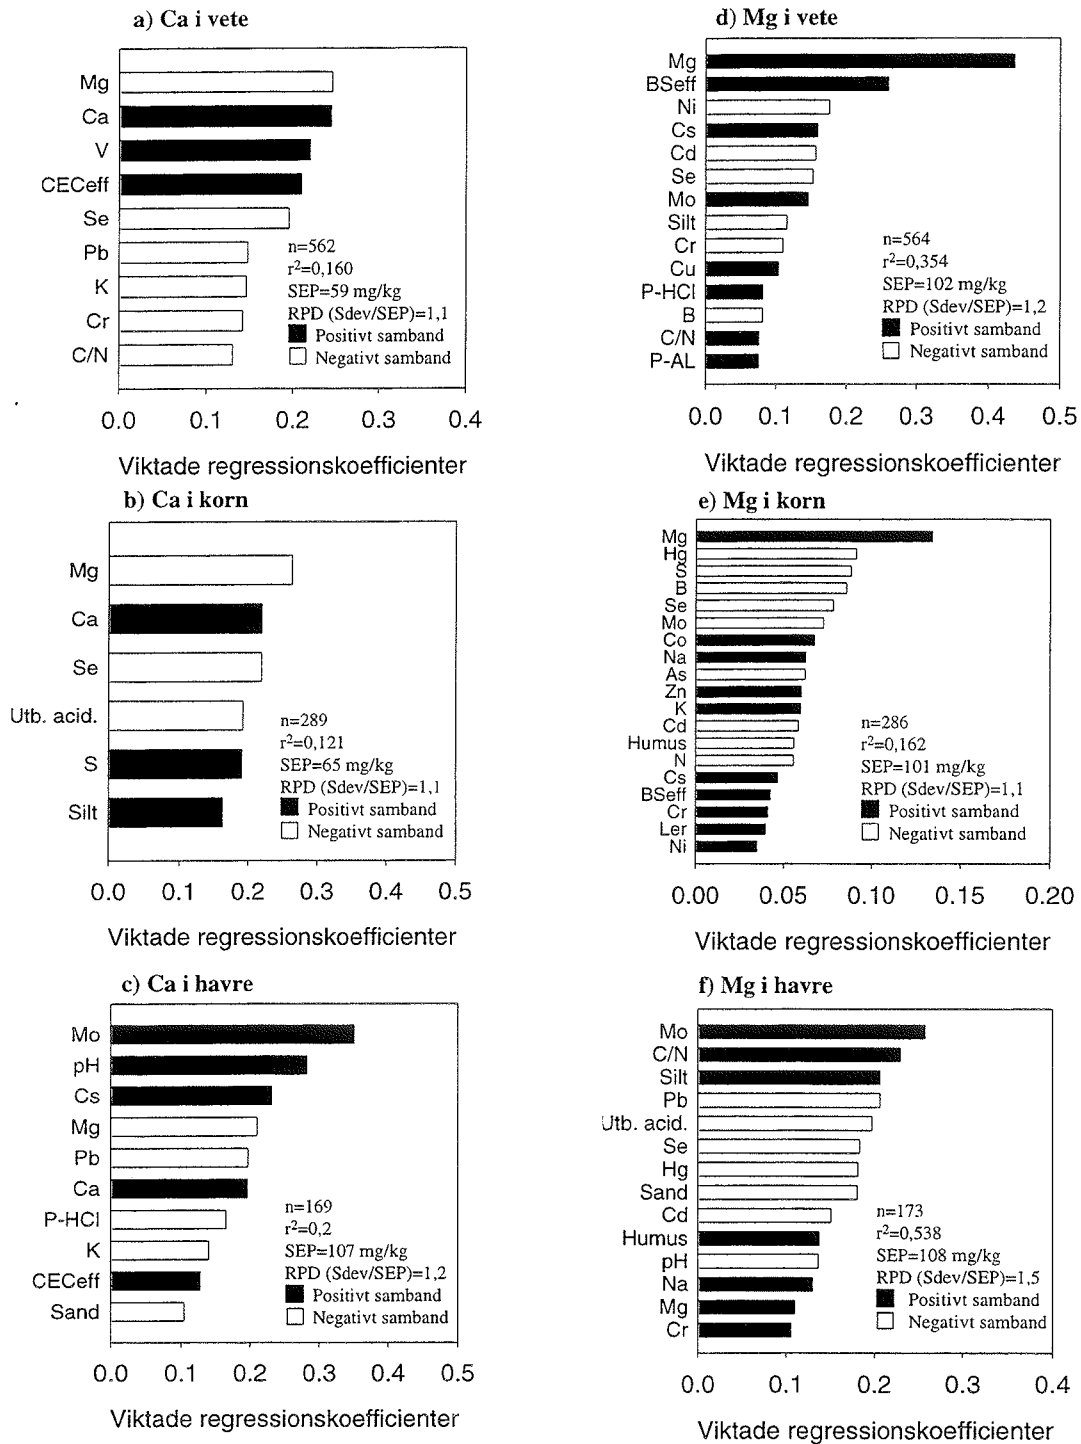 a) Ca i vete
Mg
Ca
V
CECeff
Se
Pb
K
Cr
C/N
n=562
r²=0,160
SEP=59 mg/kg
RPD (Sdev/SEP)=1,1
Positivt samband
Negativt samband
0.0 0.1 0.2 0.3 0.4
Viktade regressionskoefficienter
b) Ca i korn
Mg
Ca
Se
Utb. acid.
S
Silt
n=289
r²=0,121
SEP=65 mg/kg
RPD (Sdev/SEP)=1,1
Positivt samband
Negativt samband
0.0 0.1 0.2 0.3 0.4 0.5
Viktade regressionskoefficienter
c) Ca i havre
Mo
pH
Cs
Mg
Pb
Ca
P-HCl
K
CECeff
Sand
n=169
r²=0,2
SEP=107 mg/kg
RPD (Sdev/SEP)=1,2
Positivt samband
Negativt samband
0.0 0.1 0.2 0.3 0.4 0.5
Viktade regressionskoefficienter
d) Mg i vete
Mg
BSeff
Ni
Cs
Cd
Se
Mo
Silt
Cr
Cu
P-HCl
B
C/N
P-AL
n=564
r²=0,354
SEP=102 mg/kg
RPD (Sdev/SEP)=1,2
Positivt samband
Negativt samband
0.0 0.1 0.2 0.3 0.4 0.5
Viktade regressionskoefficienter
e) Mg i korn
Mg
Hg
S
B
Se
Mo
Co
Na
As
Zn
K
Cd
Humus
N
Cs
BSeff
Cr
Ler
Ni
n=286
r²=0,162
SEP=101 mg/kg
RPD (Sdev/SEP)=1,1
Positivt samband
Negativt samband
0.00 0.05 0.10 0.15 0.20
Viktade regressionskoefficienter
f) Mg i havre
Mo
C/N
Silt
Pb
Utb. acid.
Se
Hg
Sand
Cd
Humus
pH
Na
Mg
Cr
n=173
r²=0,538
SEP=108 mg/kg
RPD (Sdev/SEP)=1,5
Positivt samband
Negativt samband
0.0 0.1 0.2 0.3 0.4
Viktade regressionskoefficienter